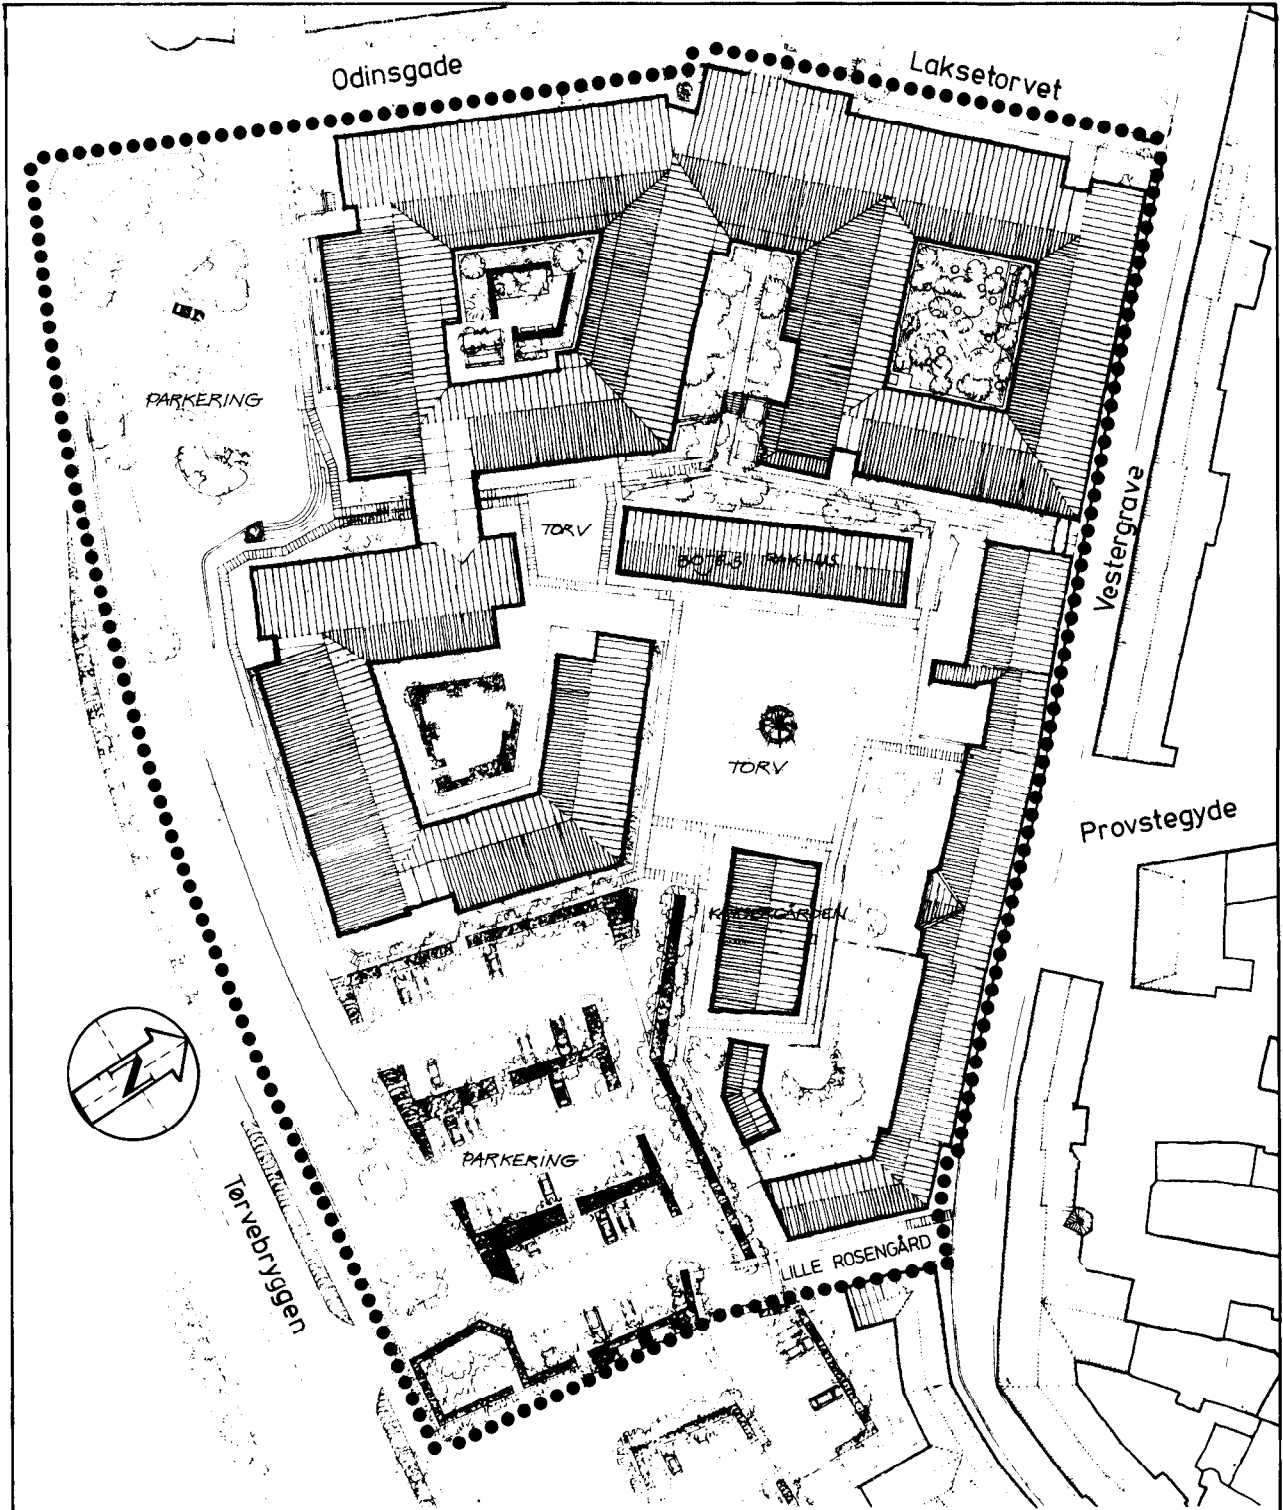 Odinsgade
Laksetorvet
PARKERING
TORV
Vestergrave
TORV
Provstegyde
N
PARKERING
Tørvebryggen
LILLE ROSENGÅRD